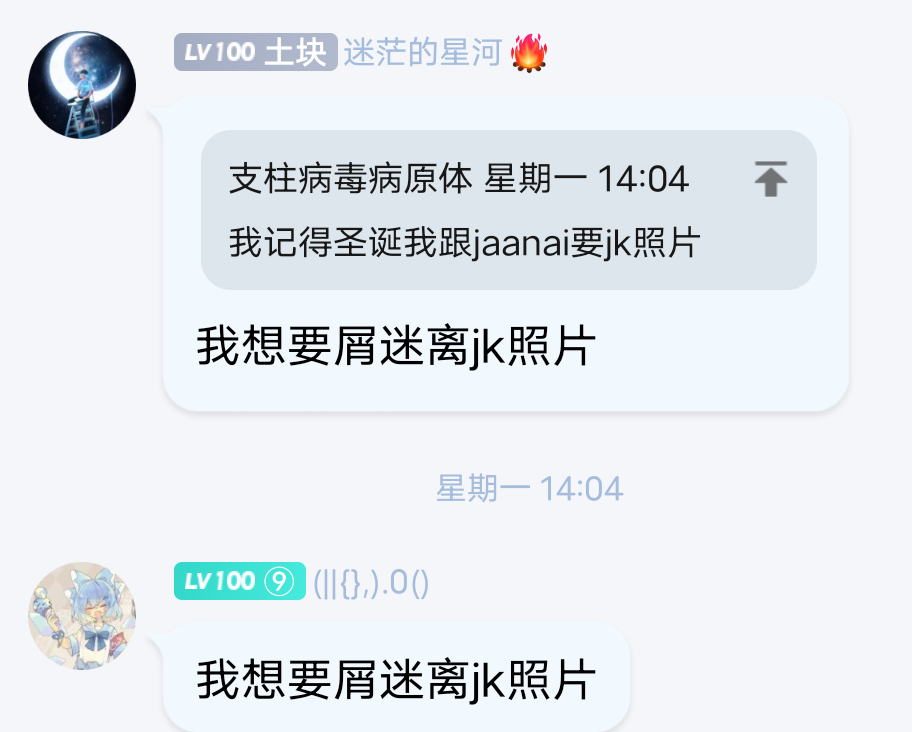 LV100 土块 迷茫的星河🔥
支柱病毒病原体 星期一 14:04
我记得圣诞我跟jaanai要jk照片
我想要屑迷离jk照片
星期一 14:04
LV100 ⑨ (||{},).0()
我想要屑迷离jk照片